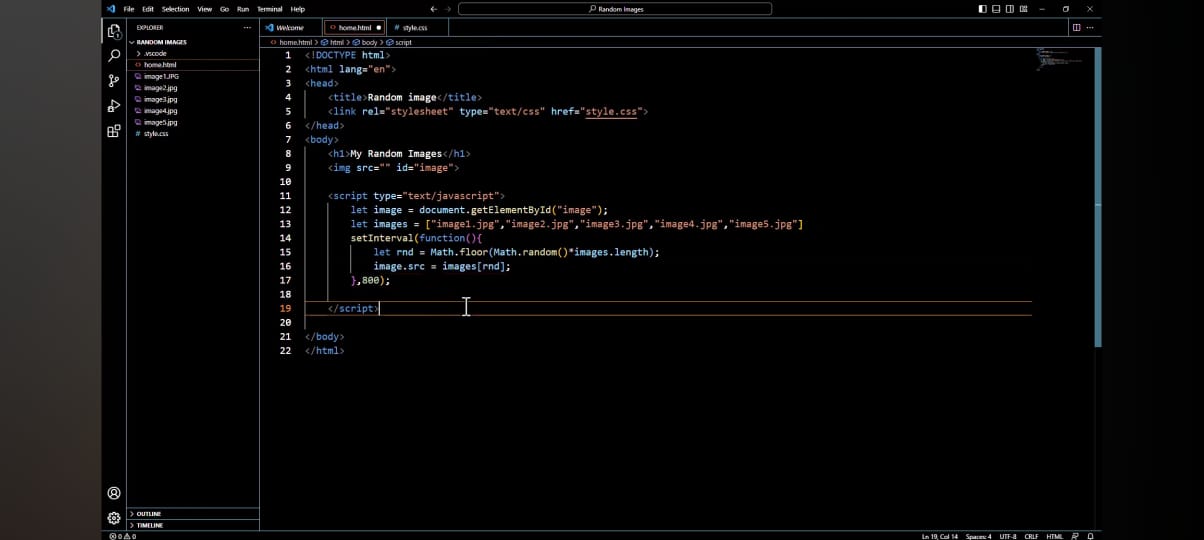 File Edit Selection View Go Run Terminal Help
Random Images
EXPLORER
RANDOM IMAGES
.vscode
home.html
image1.JPG
image2.jpg
image3.jpg
image4.jpg
image5.jpg
style.css
OUTLINE
TIMELINE
Welcome home.html style.css
home.html > html > body > script
1 <!DOCTYPE html>
2 <html lang="en">
3 <head>
4 <title>Random image</title>
5 <link rel="stylesheet" type="text/css" href="style.css">
6 </head>
7 <body>
8 <h1>My Random Images</h1>
9 <img src="" id="image">
10
11 <script type="text/javascript">
12 let image = document.getElementById("image");
13 let images = ["image1.jpg","image2.jpg","image3.jpg","image4.jpg","image5.jpg"]
14 setInterval(function(){
15 let rnd = Math.floor(Math.random()*images.length);
16 image.src = images[rnd];
17 },800);
18
19 </script>
20
21 </body>
22 </html>
0 0 Ln 19, Col 14 Spaces: 4 UTF-8 CRLF HTML